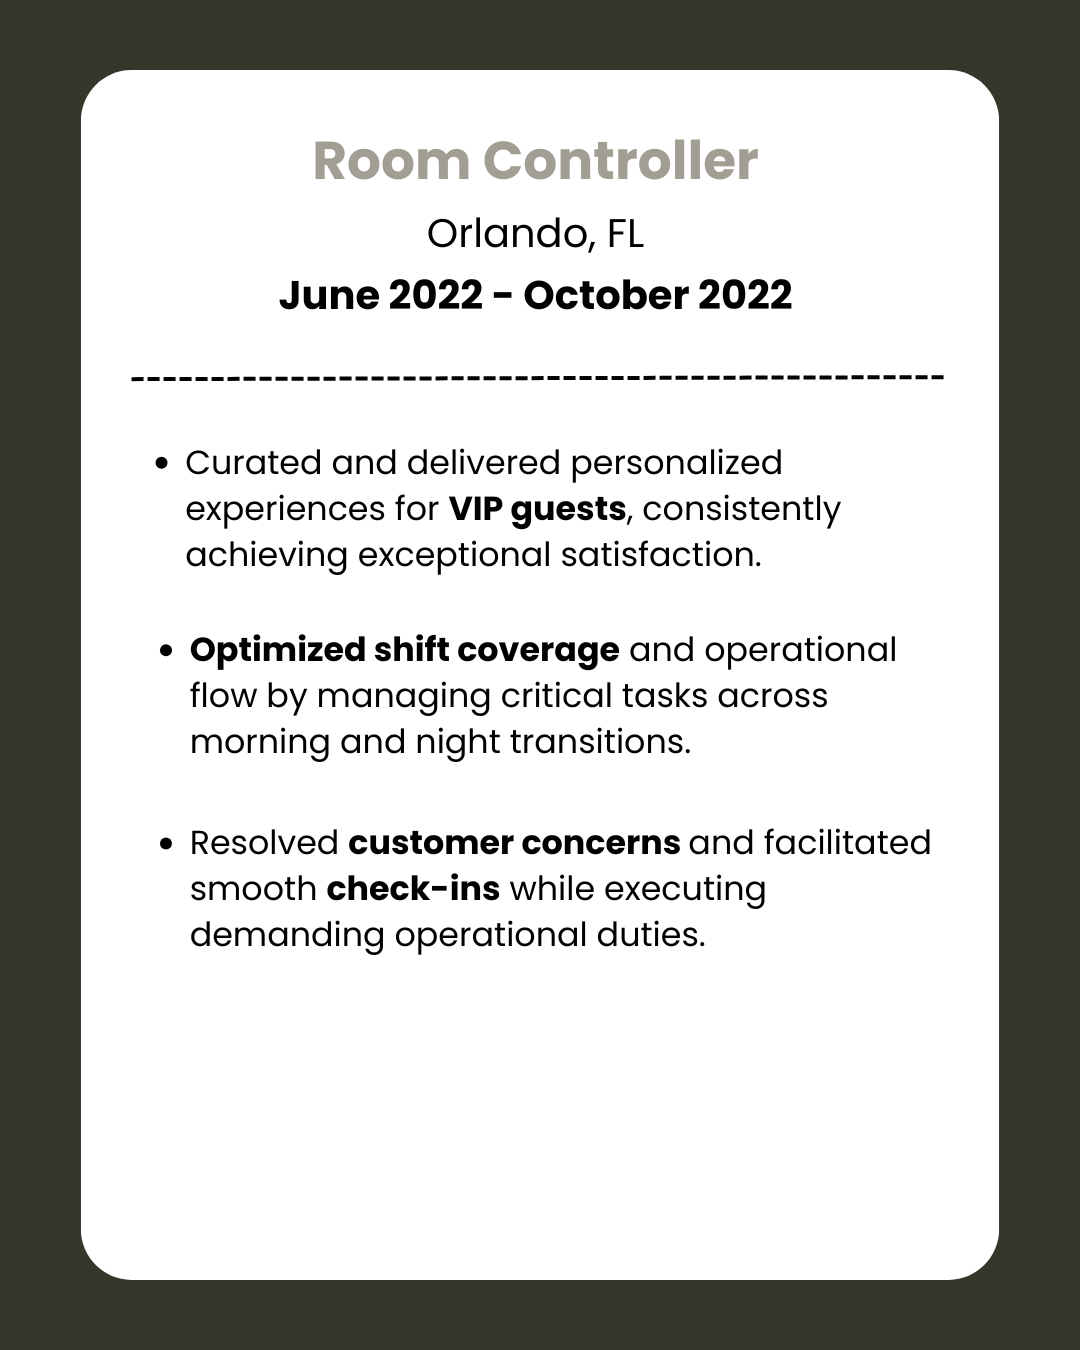 Room Controller
Orlando, FL
June 2022 - October 2022
---------------------------------------------------
• Curated and delivered personalized
experiences for VIP guests, consistently
achieving exceptional satisfaction.
• Optimized shift coverage and operational
flow by managing critical tasks across
morning and night transitions.
• Resolved customer concerns and facilitated
smooth check-ins while executing
demanding operational duties.